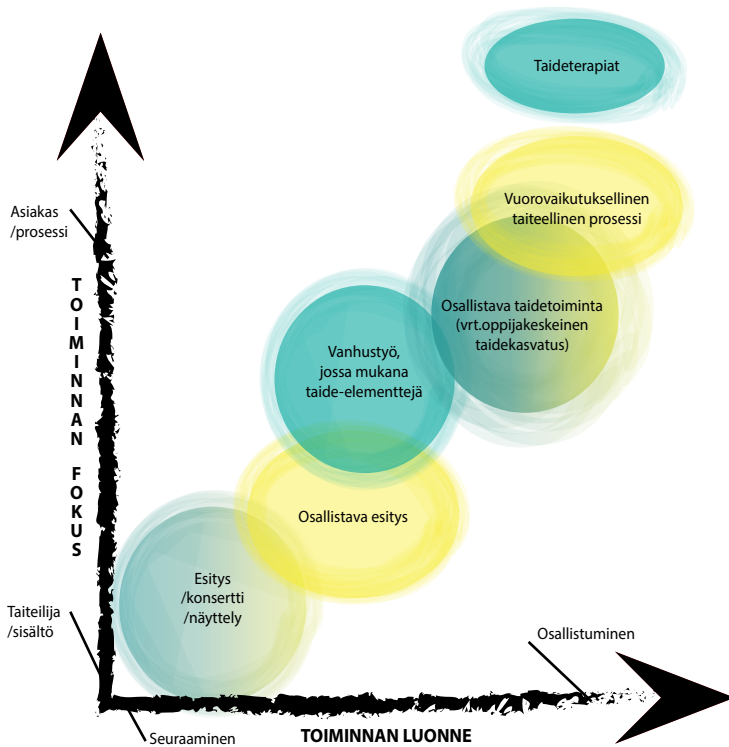 Taideterapiat
Vuorovaikutuksellinen
taiteellinen prosessi
Asiakas
/prosessi
TOIMINNAN FOKUS
Osallistava taidetoiminta
(vrt.oppijakeskeinen
taidekasvatus)
Vanhustyö,
jossa mukana
taide-elementtejä
Osallistava esitys
Esitys
/konsertti
/näyttely
Taiteilija
/sisältö
Osallistuminen
Seuraaminen
TOIMINNAN LUONNE